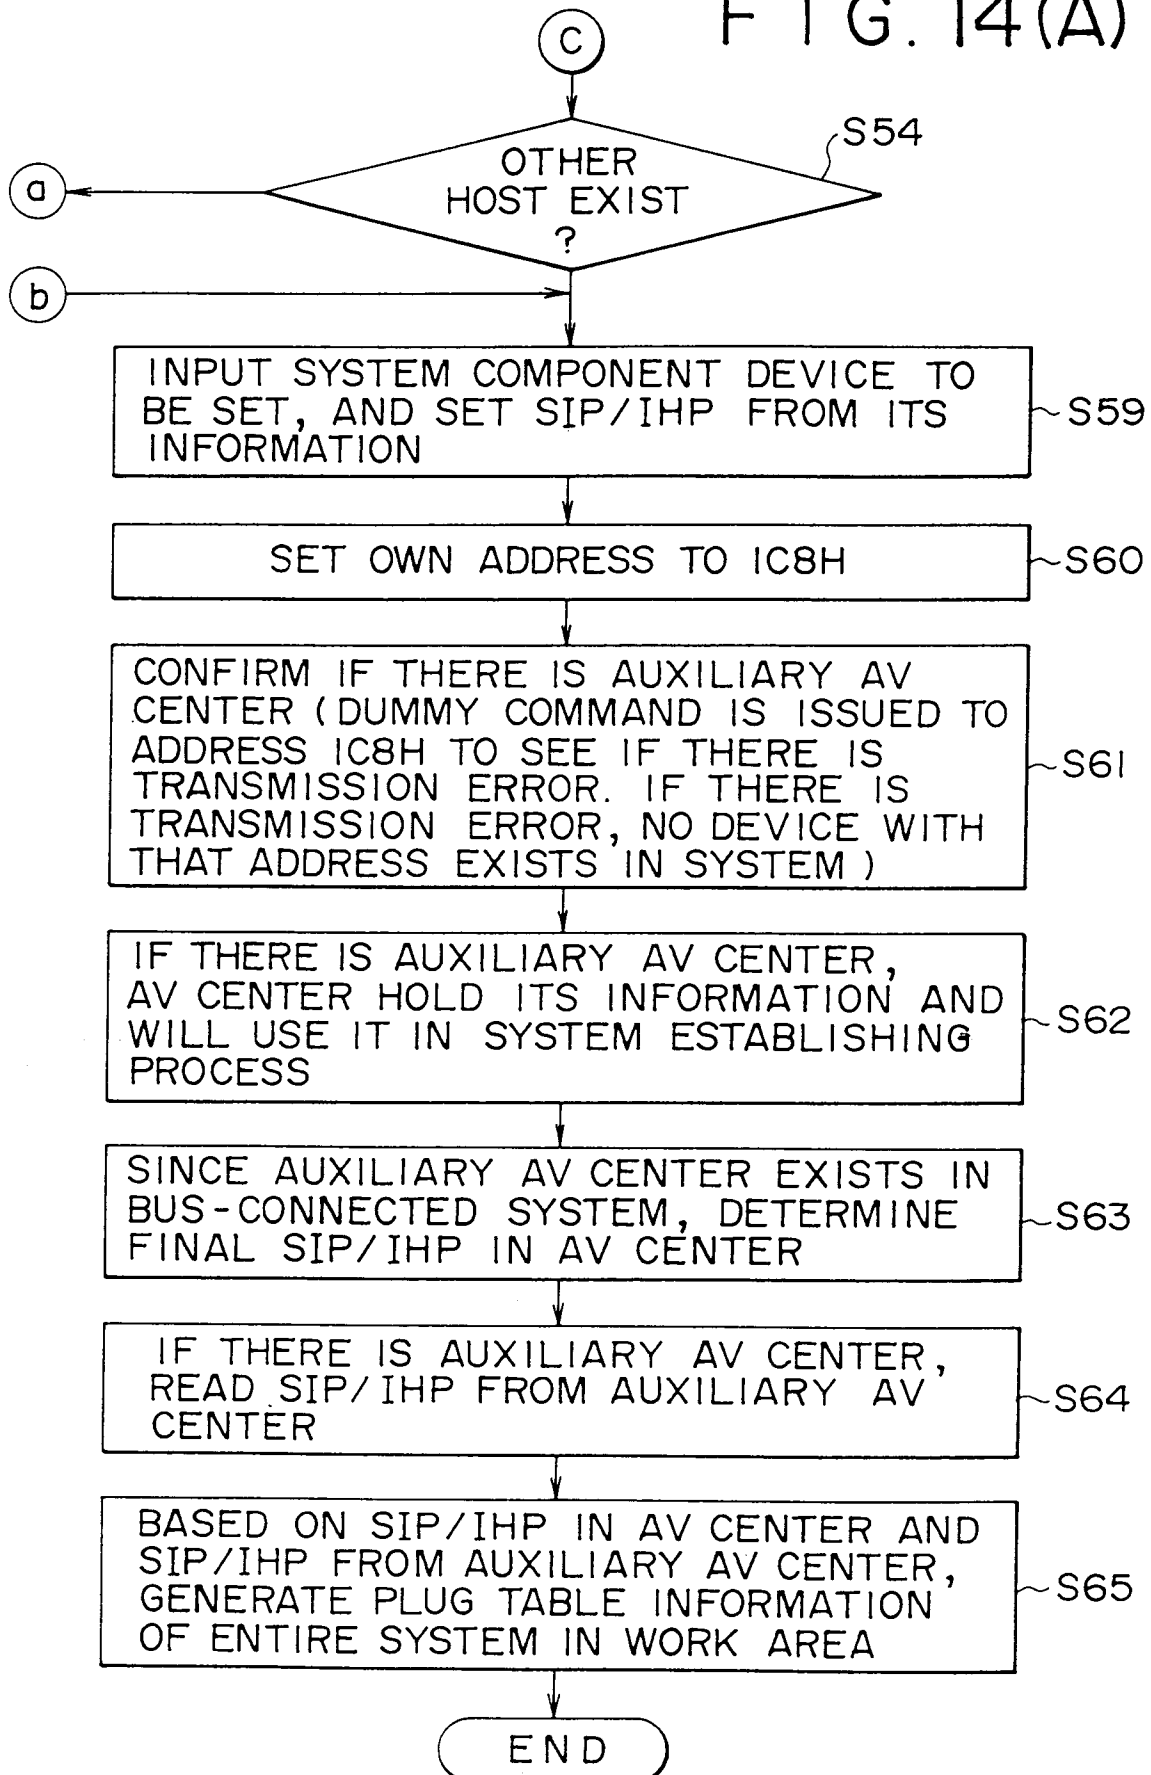 FIG. 14(A)
C
S54
OTHER
HOST EXIST
?
a
b
INPUT SYSTEM COMPONENT DEVICE TO
BE SET, AND SET SIP/IHP FROM ITS
INFORMATION
S59
SET OWN ADDRESS TO 1C8H
S60
CONFIRM IF THERE IS AUXILIARY AV
CENTER (DUMMY COMMAND IS ISSUED TO
ADDRESS 1C8H TO SEE IF THERE IS
TRANSMISSION ERROR. IF THERE IS
TRANSMISSION ERROR, NO DEVICE WITH
THAT ADDRESS EXISTS IN SYSTEM)
S61
IF THERE IS AUXILIARY AV CENTER,
AV CENTER HOLD ITS INFORMATION AND
WILL USE IT IN SYSTEM ESTABLISHING
PROCESS
S62
SINCE AUXILIARY AV CENTER EXISTS IN
BUS-CONNECTED SYSTEM, DETERMINE
FINAL SIP/IHP IN AV CENTER
S63
IF THERE IS AUXILIARY AV CENTER,
READ SIP/IHP FROM AUXILIARY AV
CENTER
S64
BASED ON SIP/IHP IN AV CENTER AND
SIP/IHP FROM AUXILIARY AV CENTER,
GENERATE PLUG TABLE INFORMATION
OF ENTIRE SYSTEM IN WORK AREA
S65
END